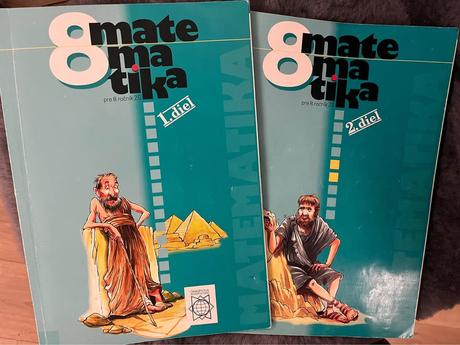 8 mate
ma
tika
pre 8. ročník ZŠ
1. diel
MATEMATIKA
8 mate
ma
tika
pre 8. ročník ZŠ
2. diel
MATEMATIKA